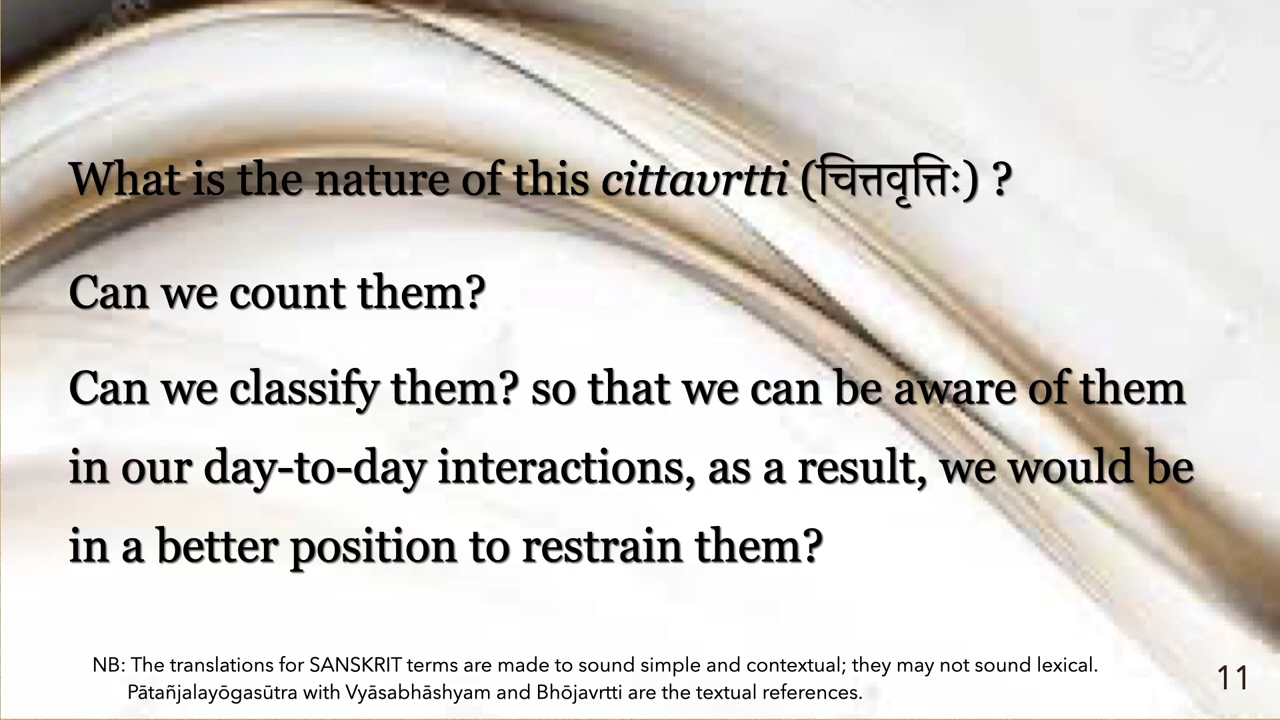 What is the nature of this cittavrtti (चित्तवृत्तिः) ?
Can we count them?
Can we classify them? so that we can be aware of them
in our day-to-day interactions, as a result, we would be
in a better position to restrain them?
NB: The translations for SANSKRIT terms are made to sound simple and contextual; they may not sound lexical.
Pātañjalayōgasūtra with Vyāsabhāshyam and Bhōjavrtti are the textual references.
11